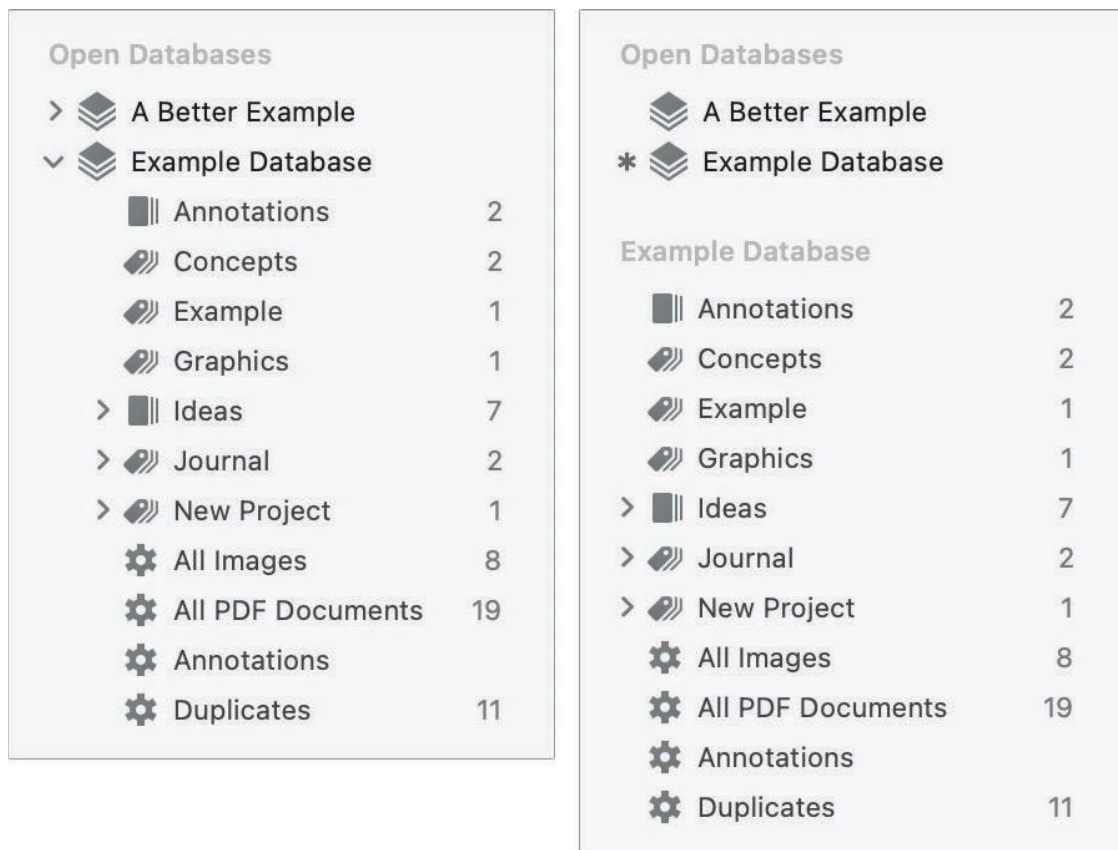 Open Databases
A Better Example
Example Database
Annotations 2
Concepts 2
Example 1
Graphics 1
Ideas 7
Journal 2
New Project 1
All Images 8
All PDF Documents 19
Annotations
Duplicates 11
Open Databases
A Better Example
* Example Database
Example Database
Annotations 2
Concepts 2
Example 1
Graphics 1
Ideas 7
Journal 2
New Project 1
All Images 8
All PDF Documents 19
Annotations
Duplicates 11